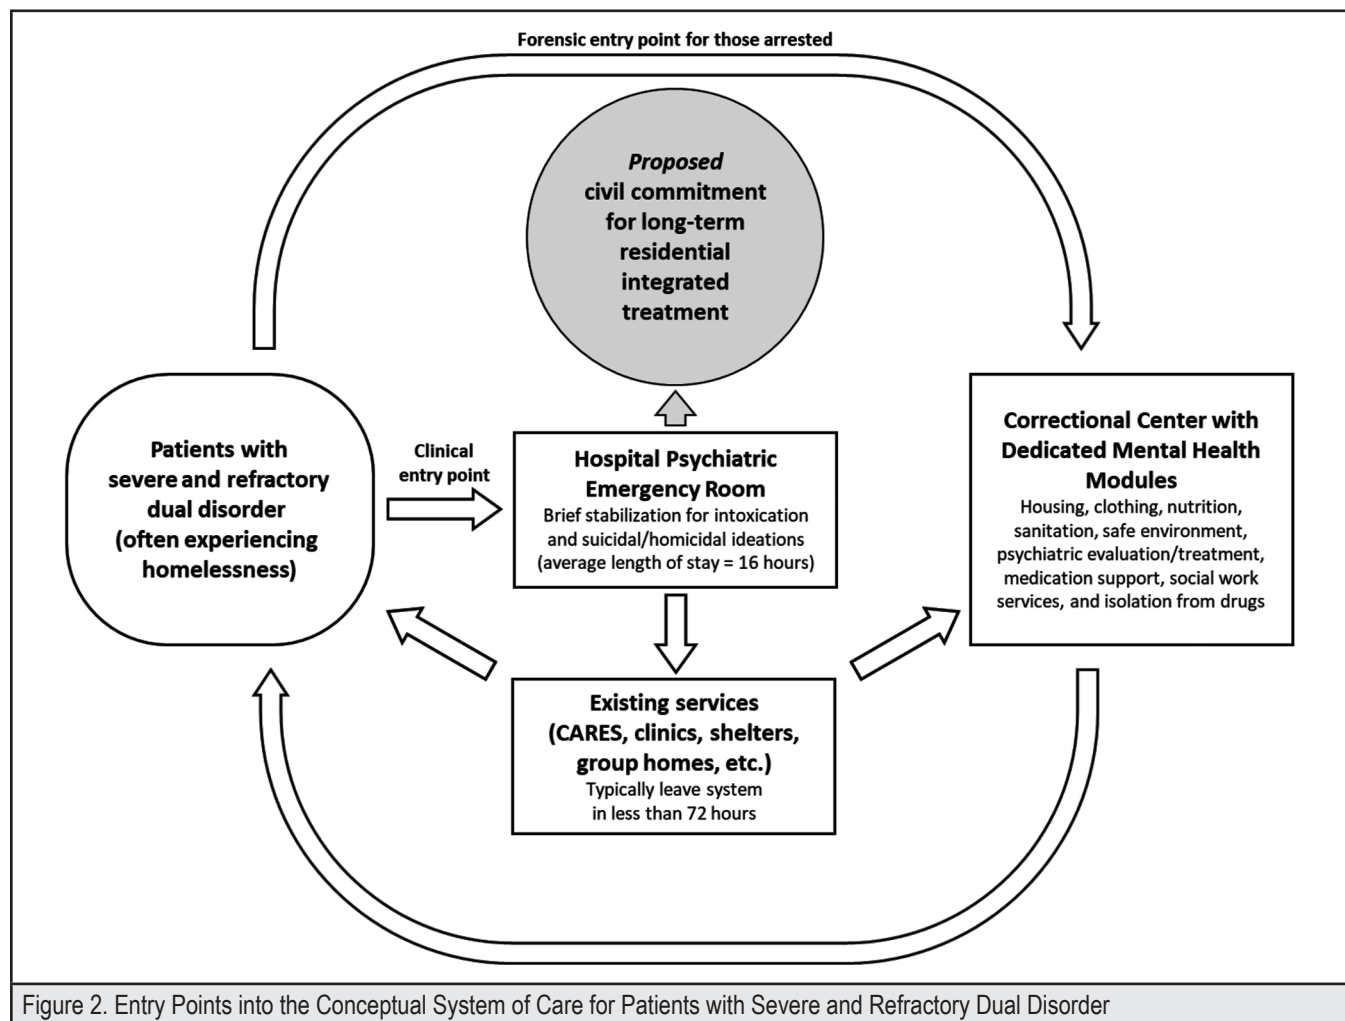 Forensic entry point for those arrested
Proposed
civil commitment
for long-term
residential
integrated
treatment
Patients with
severe and refractory
dual disorder
(often experiencing
homelessness)
Clinical
entry point
Hospital Psychiatric
Emergency Room
Brief stabilization for intoxication
and suicidal/homicidal ideations
(average length of stay = 16 hours)
Correctional Center with
Dedicated Mental Health
Modules
Housing, clothing, nutrition,
sanitation, safe environment,
psychiatric evaluation/treatment,
medication support, social work
services, and isolation from drugs
Existing services
(CARES, clinics, shelters,
group homes, etc.)
Typically leave system
in less than 72 hours
Figure 2. Entry Points into the Conceptual System of Care for Patients with Severe and Refractory Dual Disorder